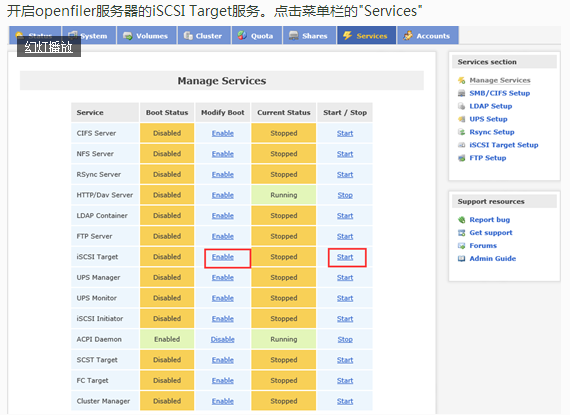 开启openfiler服务器的iSCSI Target服务。点击菜单栏的"Services"
Status System Volumes iSCSI Cluster Quota Shares Services Accounts
幻灯播放
Manage Services
Service Boot Status Modify Boot Current Status Start / Stop
CIFS Server Disabled Enable Stopped Start
NFS Server Disabled Enable Stopped Start
RSync Server Disabled Enable Stopped Start
HTTP/Dav Server Disabled Enable Running Stop
LDAP Container Disabled Enable Stopped Start
FTP Server Disabled Enable Stopped Start
iSCSI Target Disabled Enable Stopped Start
UPS Manager Disabled Enable Stopped Start
UPS Monitor Disabled Enable Stopped Start
iSCSI Initiator Disabled Enable Stopped Start
ACPI Daemon Enabled Disable Running Stop
SCST Target Disabled Enable Stopped Start
FC Target Disabled Enable Stopped Start
Cluster Manager Disabled Enable Stopped Start
Services section
Manage Services
SMB/CIFS Setup
LDAP Setup
UPS Setup
Rsync Setup
iSCSI Target Setup
FTP Setup
Support resources
Report bug
Get support
Forums
Admin Guide